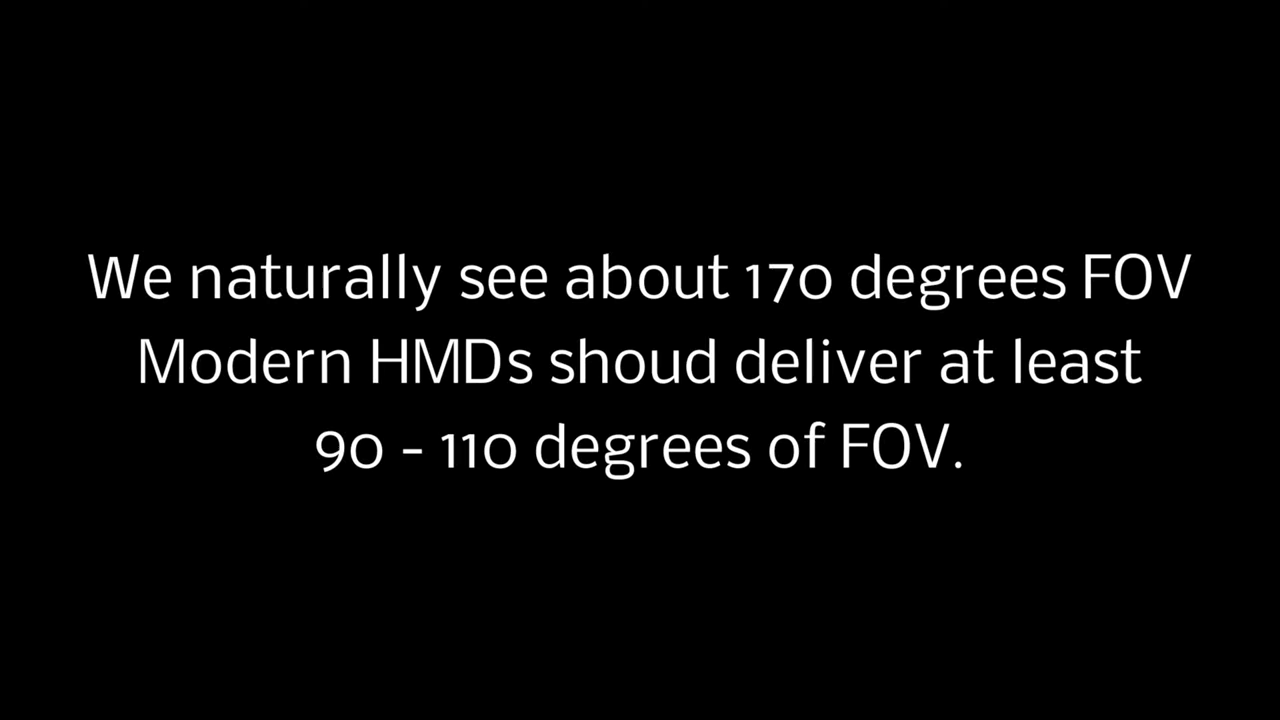 We naturally see about 170 degrees FOV
Modern HMDs shoud deliver at least
90 - 110 degrees of FOV.